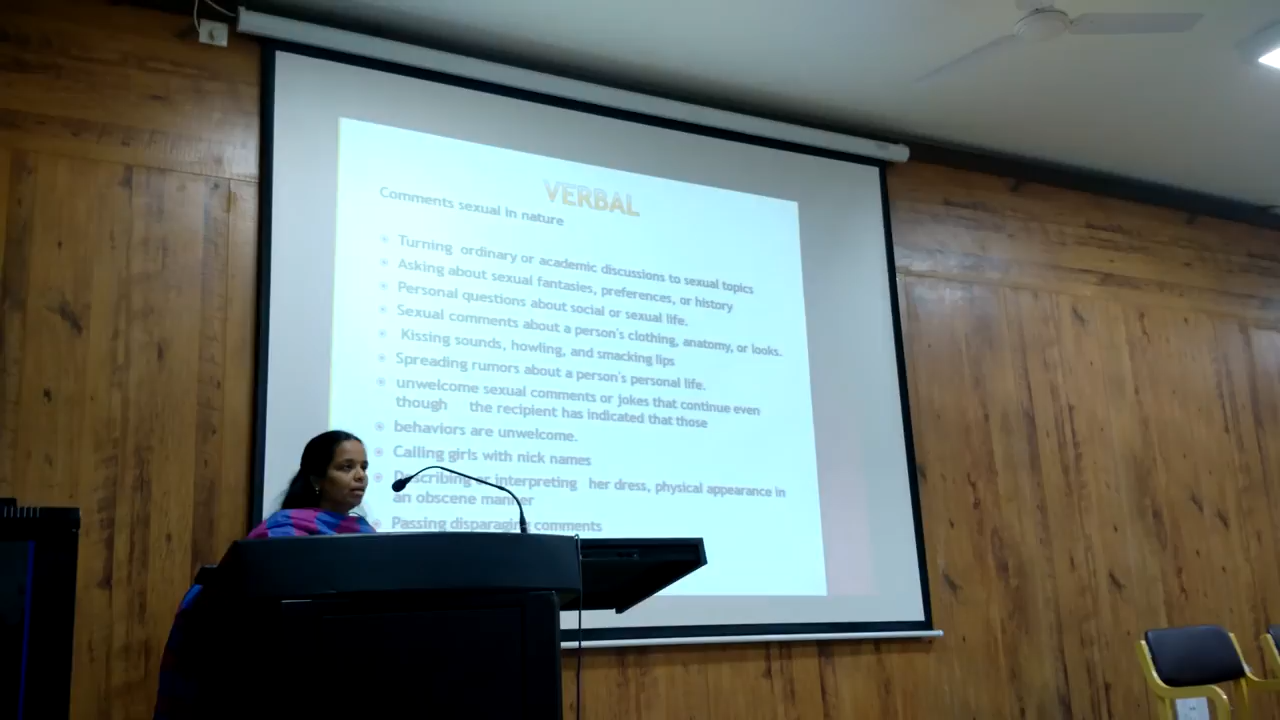 VERBAL
Comments sexual in nature
Turning ordinary or academic discussions to sexual topics
Asking about sexual fantasies, preferences, or history
Personal questions about social or sexual life.
Sexual comments about a person's clothing, anatomy, or looks.
Kissing sounds, howling, and smacking lips
Spreading rumors about a person's personal life.
unwelcome sexual comments or jokes that continue even
though the recipient has indicated that those
behaviors are unwelcome.
Calling girls with nick names
Describing or interpreting her dress, physical appearance in
an obscene manner
Passing disparaging comments